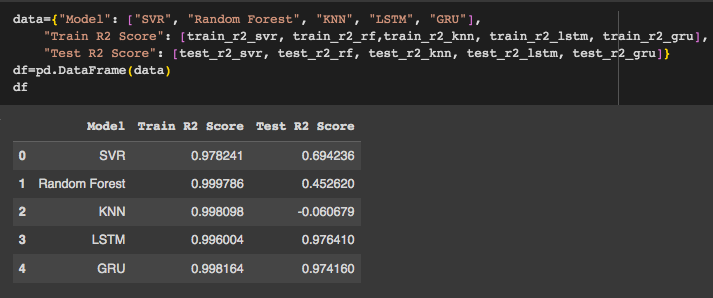 data={"Model": ["SVR", "Random Forest", "KNN", "LSTM", "GRU"],
"Train R2 Score": [train_r2_svr, train_r2_rf,train_r2_knn, train_r2_lstm, train_r2_gru],
"Test R2 Score": [test_r2_svr, test_r2_rf, test_r2_knn, test_r2_lstm, test_r2_gru]}
df=pd.DataFrame(data)
df
Model Train R2 Score Test R2 Score
0 SVR 0.978241 0.694236
1 Random Forest 0.999786 0.452620
2 KNN 0.998098 -0.060679
3 LSTM 0.996004 0.976410
4 GRU 0.998164 0.974160